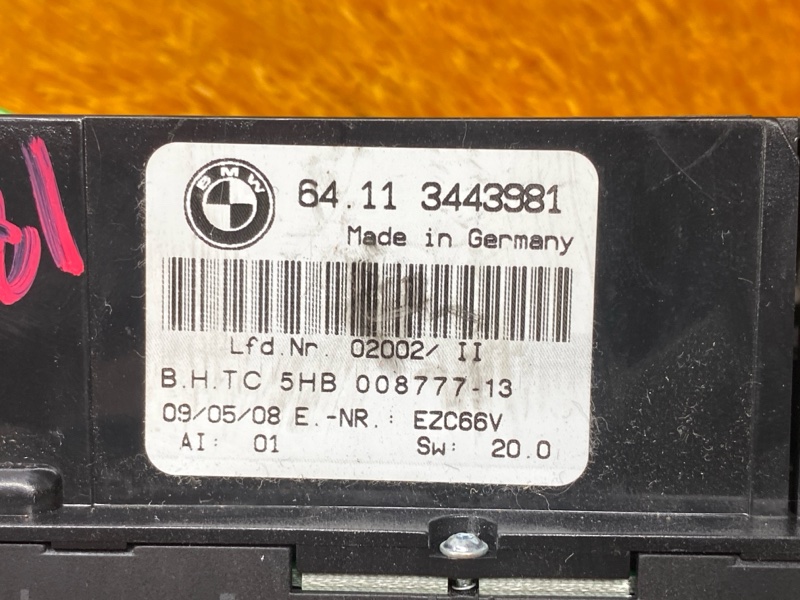 BMW
64.11 3443981
Made in Germany
Lfd.Nr. 02002/ II
B.H.TC 5HB 008777-13
09/05/08 E.-NR.: EZC66V
AI: 01 Sw: 20.0